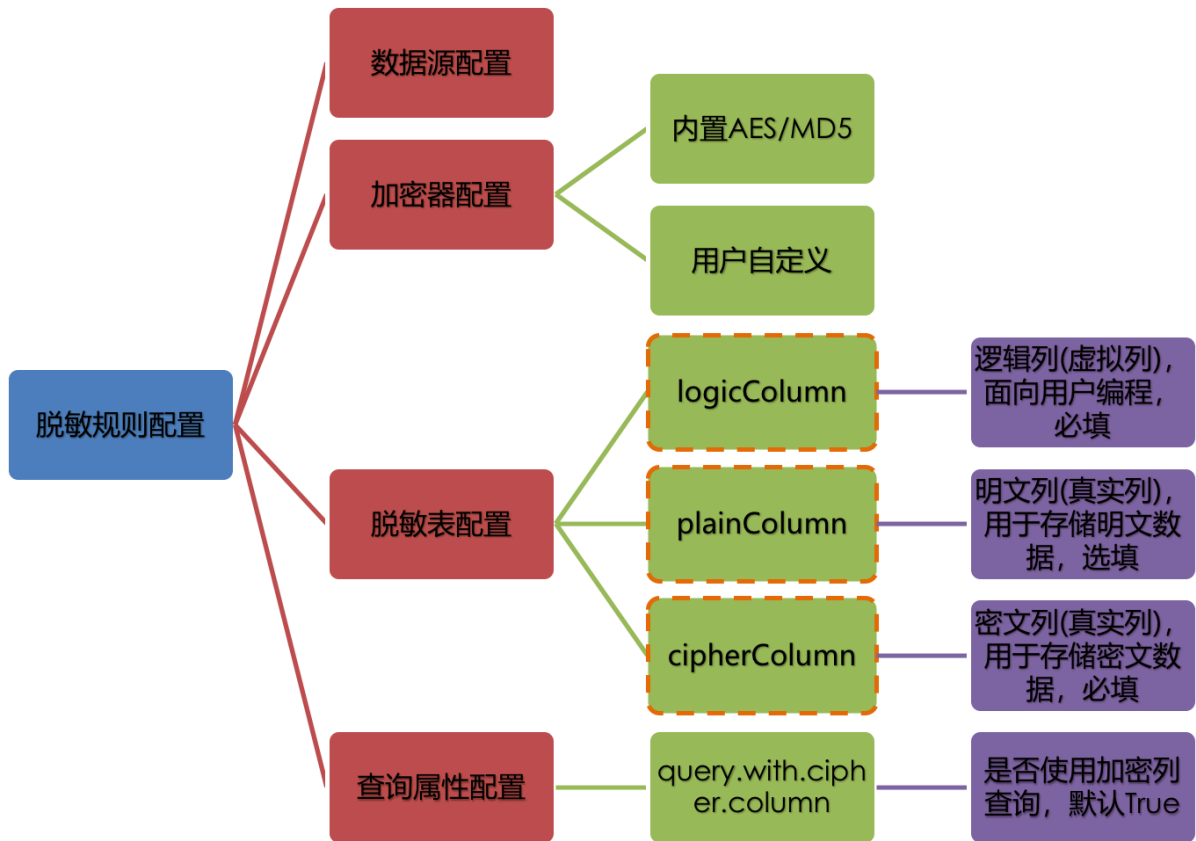 数据源配置
内置AES/MD5
加密器配置
用户自定义
脱敏规则配置
logicColumn
逻辑列(虚拟列),
面向用户编程,
必填
脱敏表配置
plainColumn
明文列(真实列),
用于存储明文数
据，选填
cipherColumn
密文列(真实列),
用于存储密文数
据，必填
查询属性配置
query.with.ciph
er.column
是否使用加密列
查询，默认True